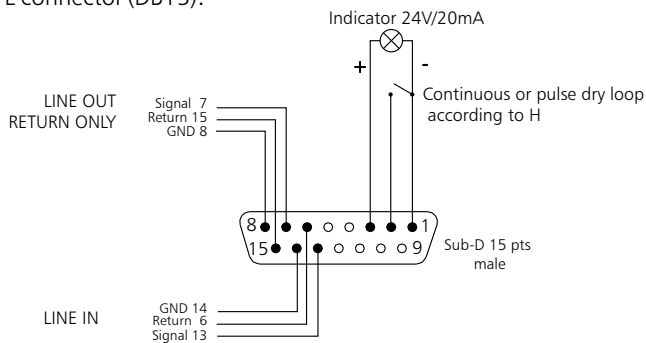 L connector (DB15).
Indicator 24V/20mA
+
-
LINE OUT
RETURN ONLY
Signal 7
Return 15
GND 8
Continuous or pulse dry loop
according to H
8
1
15
9
Sub-D 15 pts
male
LINE IN
GND 14
Return 6
Signal 13